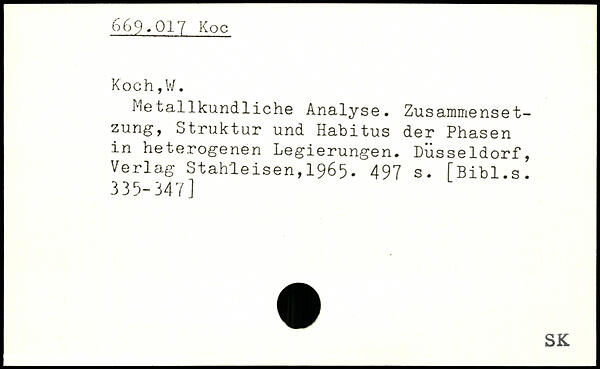 669.017 Koc
Koch,W.
Metallkundliche Analyse. Zusammenset-
zung, Struktur und Habitus der Phasen
in heterogenen Legierungen. Düsseldorf,
Verlag Stahleisen,1965. 497 s. [Bibl.s.
335-347]
SK